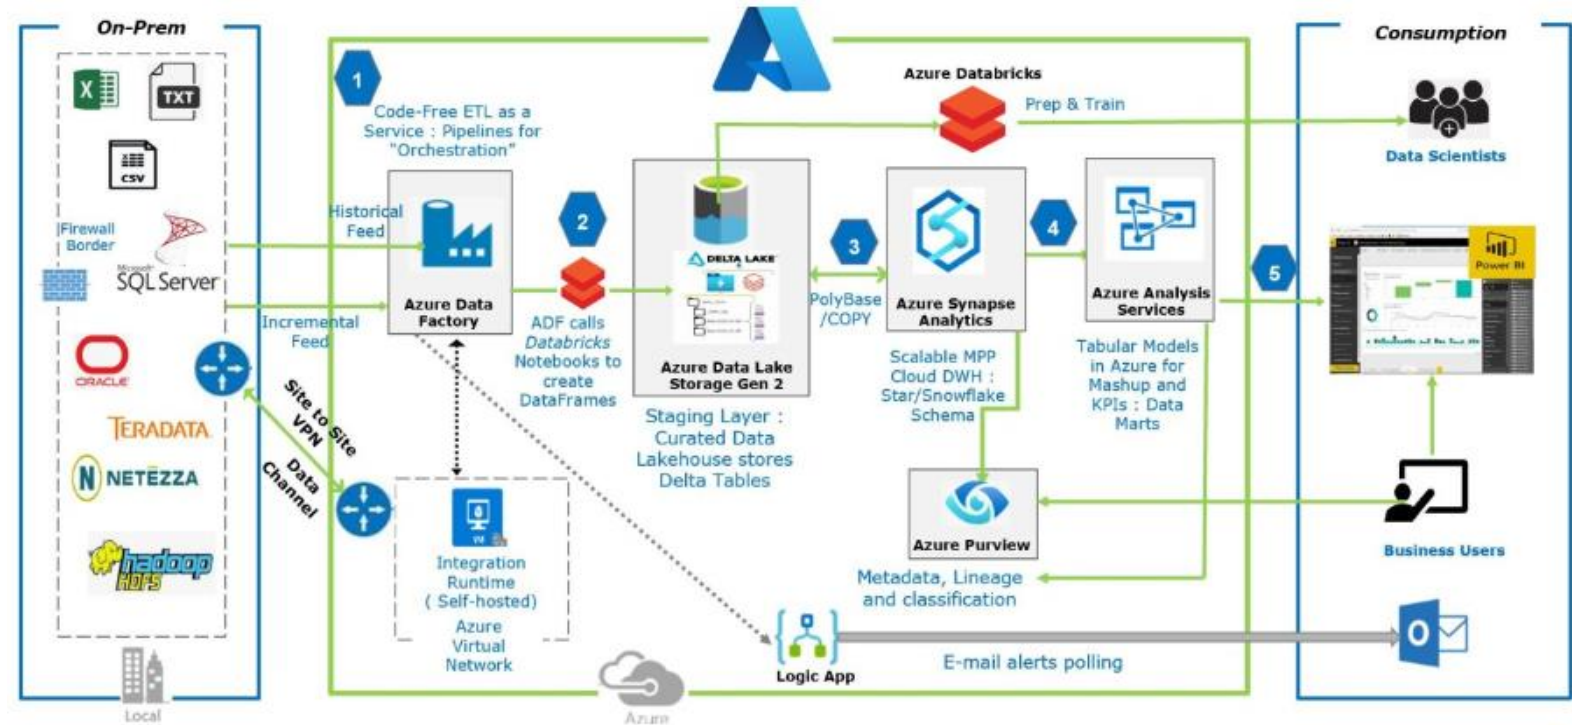 On-Prem
X
TXT
CSV
Firewall
Border
Microsoft
SQL Server
ORACLE
TERADATA
N NETEZZA
hadoop
HDFS
Local
Site to Site
VPN
Data
Channel
1
Code-Free ETL as a
Service : Pipelines for
"Orchestration"
Historical
Feed
Incremental
Feed
Azure Data
Factory
VM
Integration
Runtime
( Self-hosted)
Azure
Virtual
Network
2
ADF calls
Databricks
Notebooks to
create
DataFrames
DELTA LAKE
Azure Data Lake
Storage Gen 2
Staging Layer :
Curated Data
Lakehouse stores
Delta Tables
3
PolyBase
/COPY
Azure Databricks
Prep & Train
Azure Synapse
Analytics
Scalable MPP
Cloud DWH :
Star/Snowflake
Schema
4
Azure Analysis
Services
Tabular Models
in Azure for
Mashup and
KPIs : Data
Marts
Azure Purview
Metadata, Lineage
and classification
Logic App
E-mail alerts polling
Azure
5
Consumption
Data Scientists
Power BI
Business Users
O